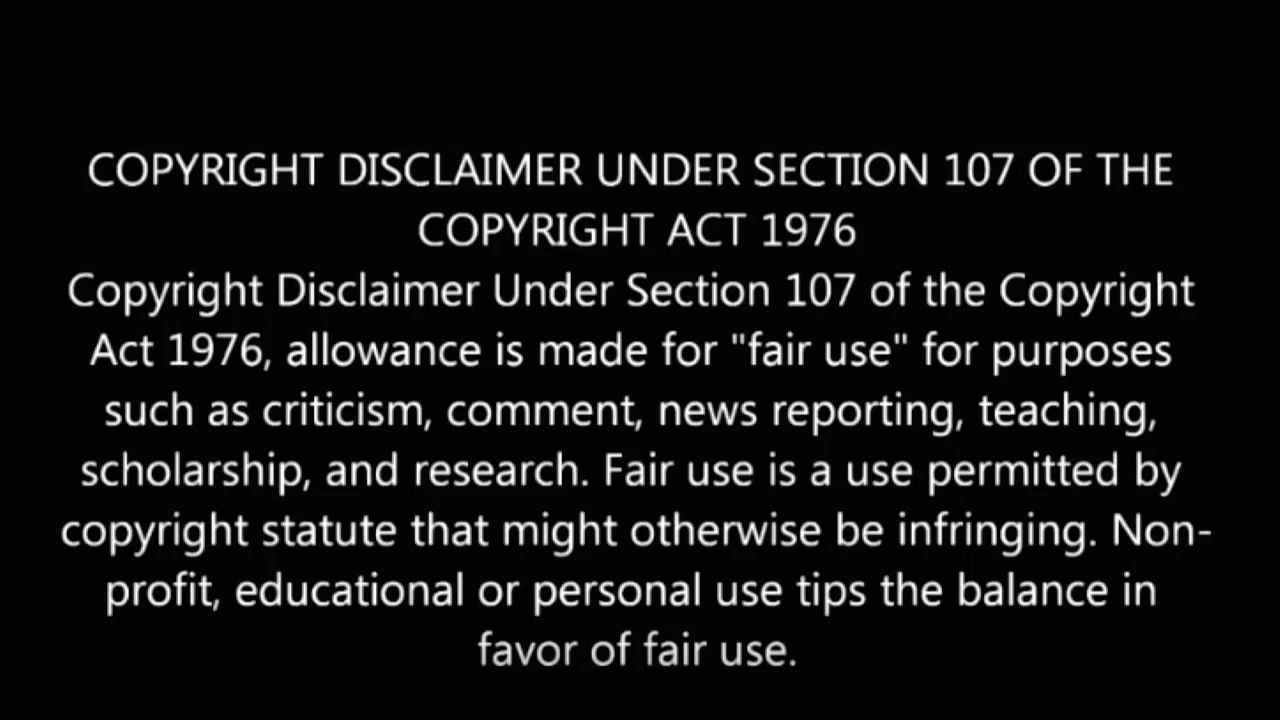 COPYRIGHT DISCLAIMER UNDER SECTION 107 OF THE
COPYRIGHT ACT 1976
Copyright Disclaimer Under Section 107 of the Copyright
Act 1976, allowance is made for "fair use" for purposes
such as criticism, comment, news reporting, teaching,
scholarship, and research. Fair use is a use permitted by
copyright statute that might otherwise be infringing. Non-
profit, educational or personal use tips the balance in
favor of fair use.